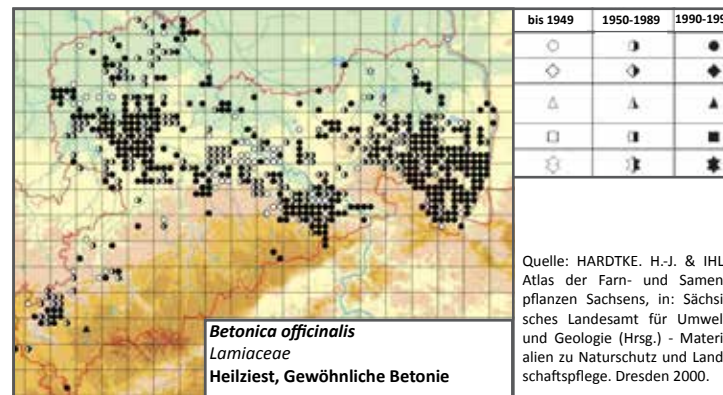 bis 1949 1950-1989 1990-199
Betonica officinalis
Lamiaceae
Heilziest, Gewöhnliche Betonie
Quelle: HARDTKE. H.-J. & IHL
Atlas der Farn- und Samen
pflanzen Sachsens, in: Sächsi
sches Landesamt für Umwel
und Geologie (Hrsg.) - Materi
alien zu Naturschutz und Land
schaftspflege. Dresden 2000.